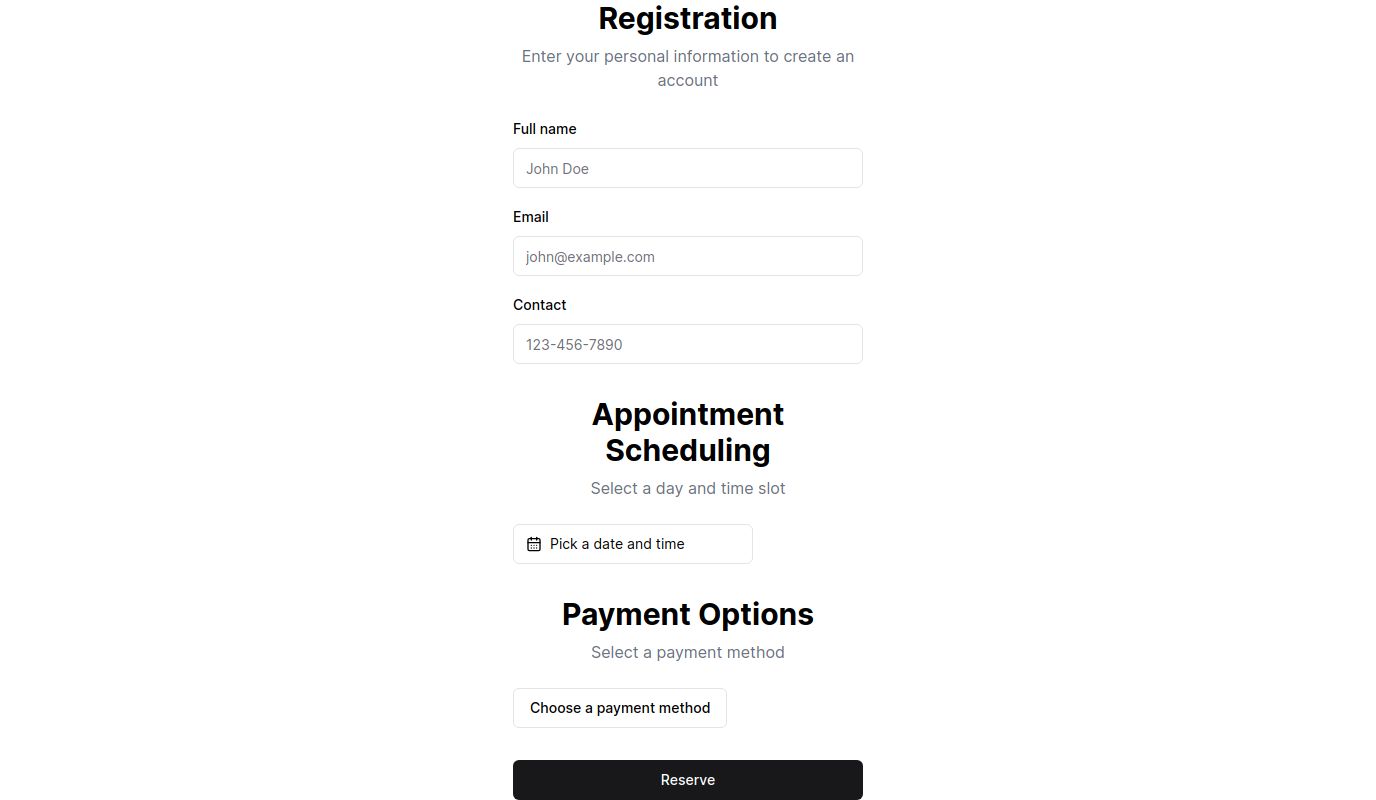 Registration
Enter your personal information to create an
account
Full name
John Doe
Email
john@example.com
Contact
123-456-7890
Appointment
Scheduling
Select a day and time slot
Pick a date and time
Payment Options
Select a payment method
Choose a payment method
Reserve